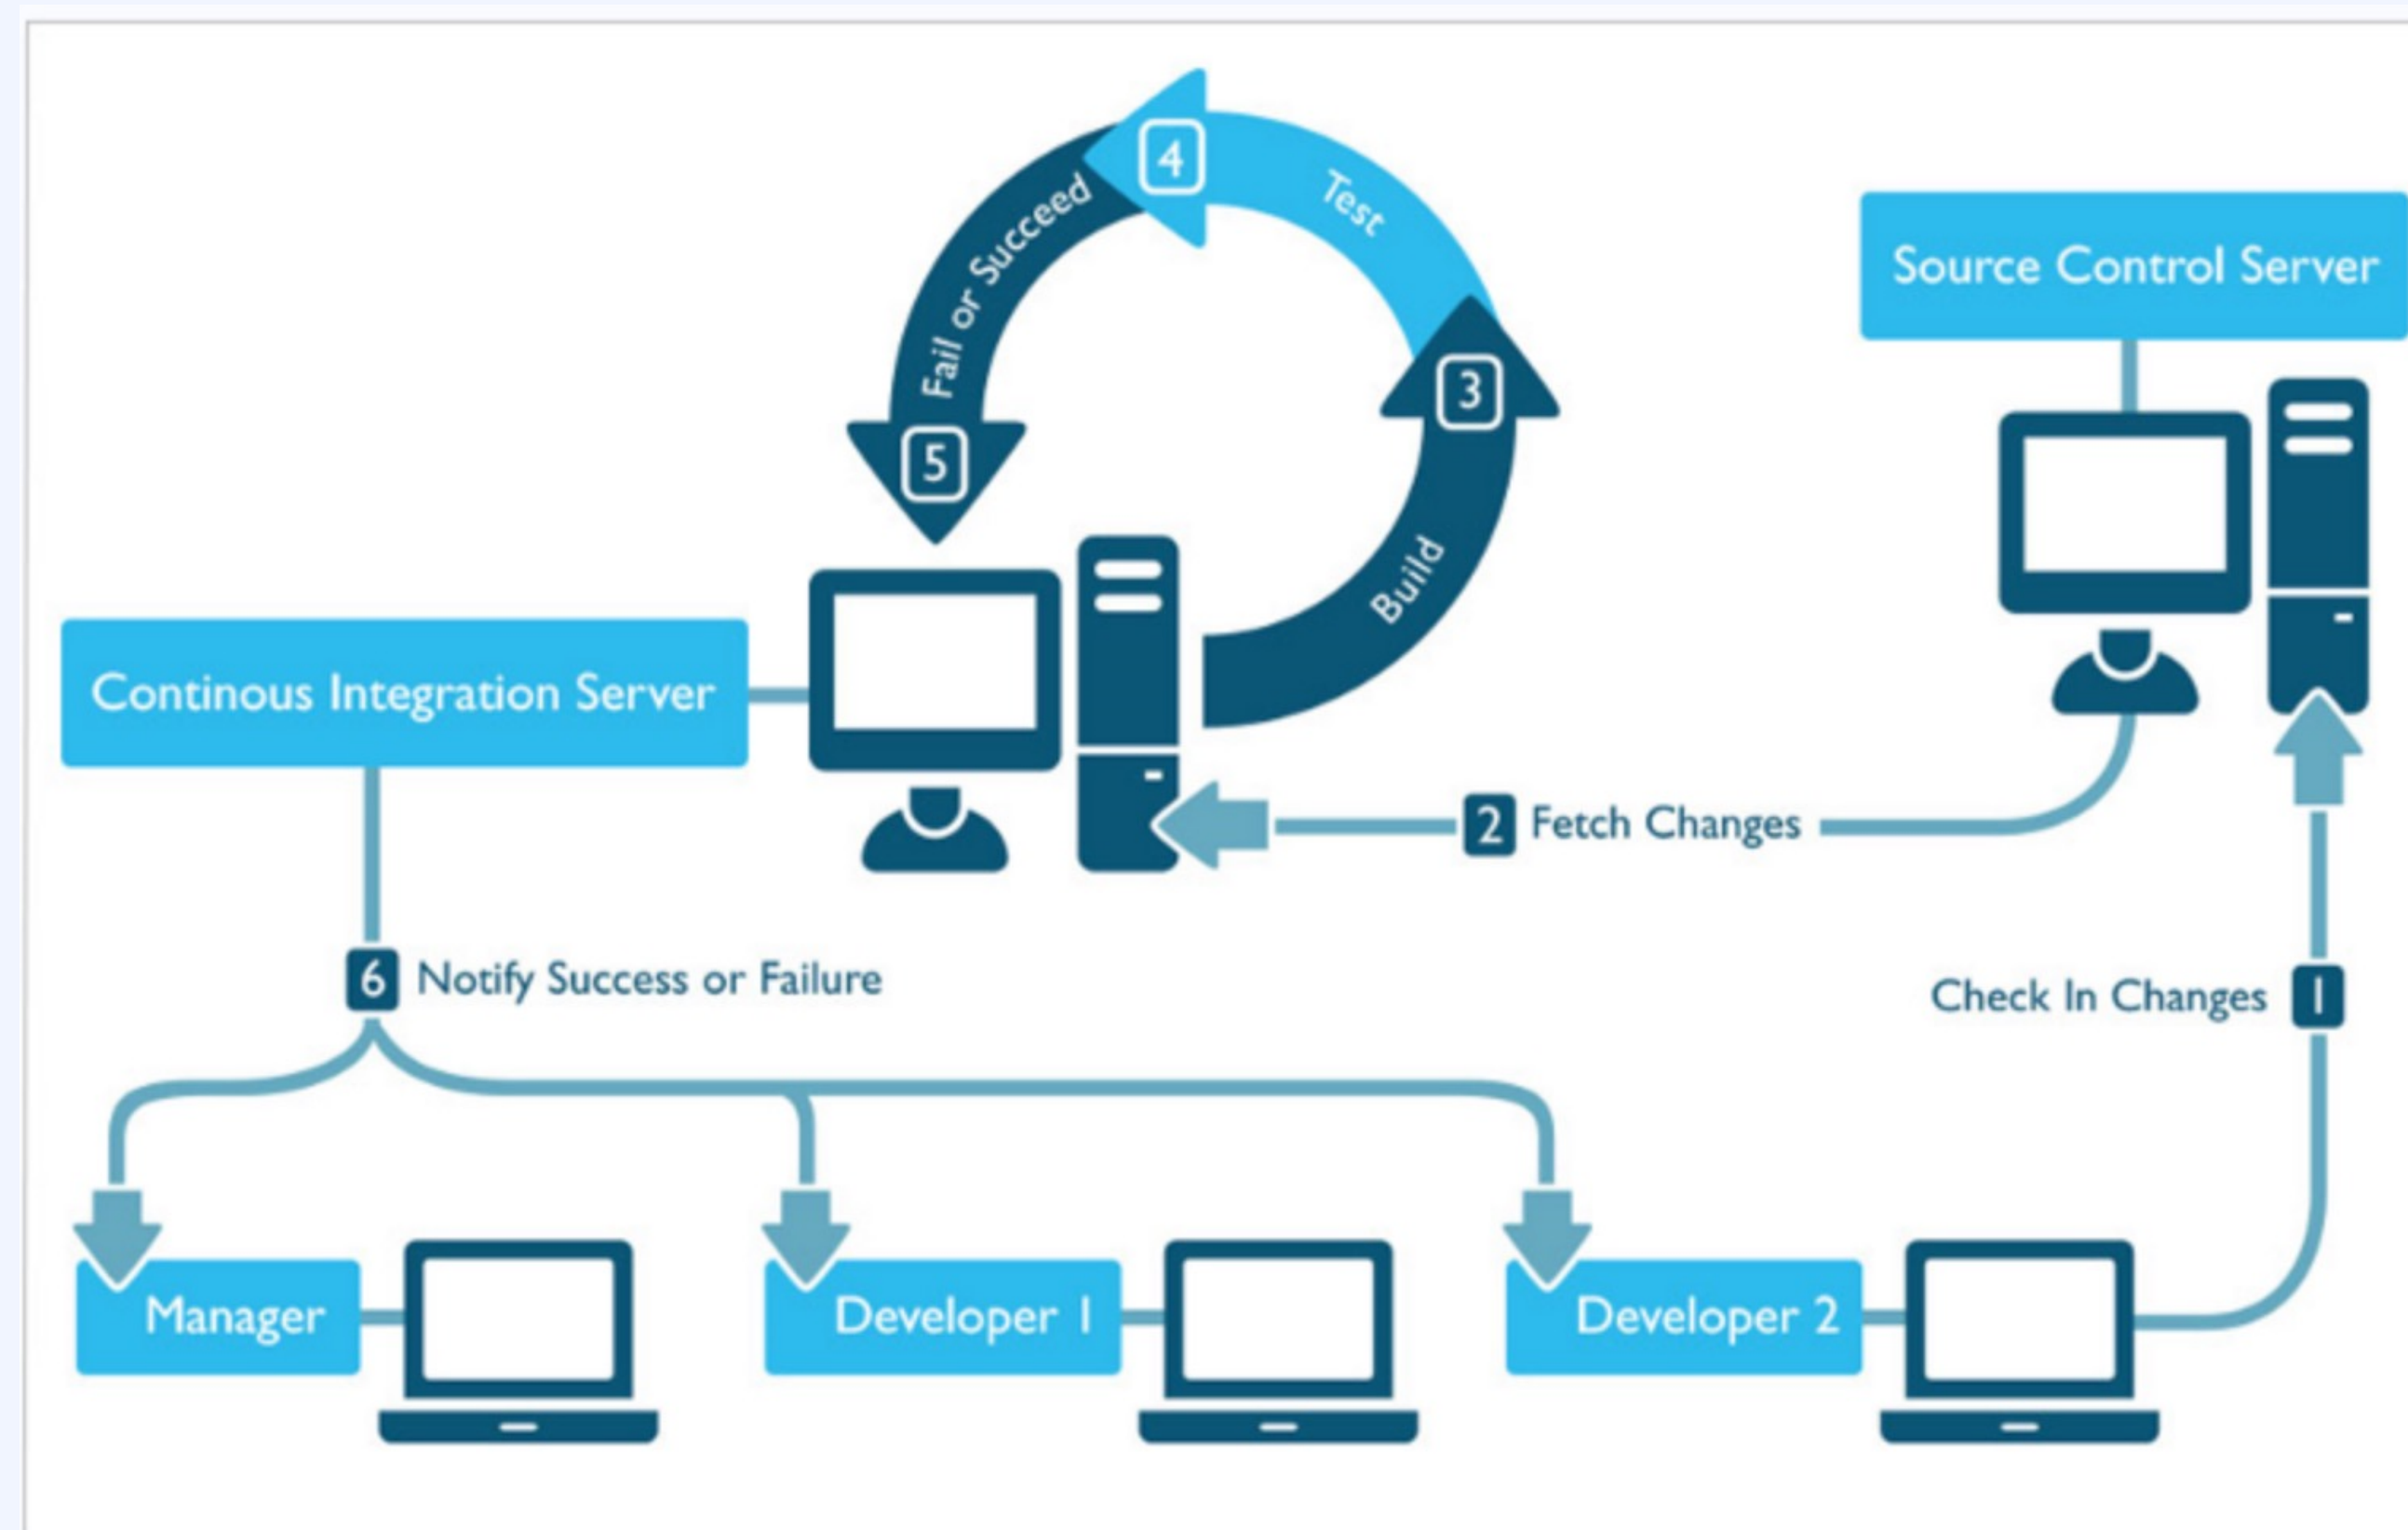 4
Test
Fail or Succeed
Source Control Server
3
5
Build
Continous Integration Server
2 Fetch Changes
6 Notify Success or Failure
Check In Changes 1
Manager
Developer 1
Developer 2